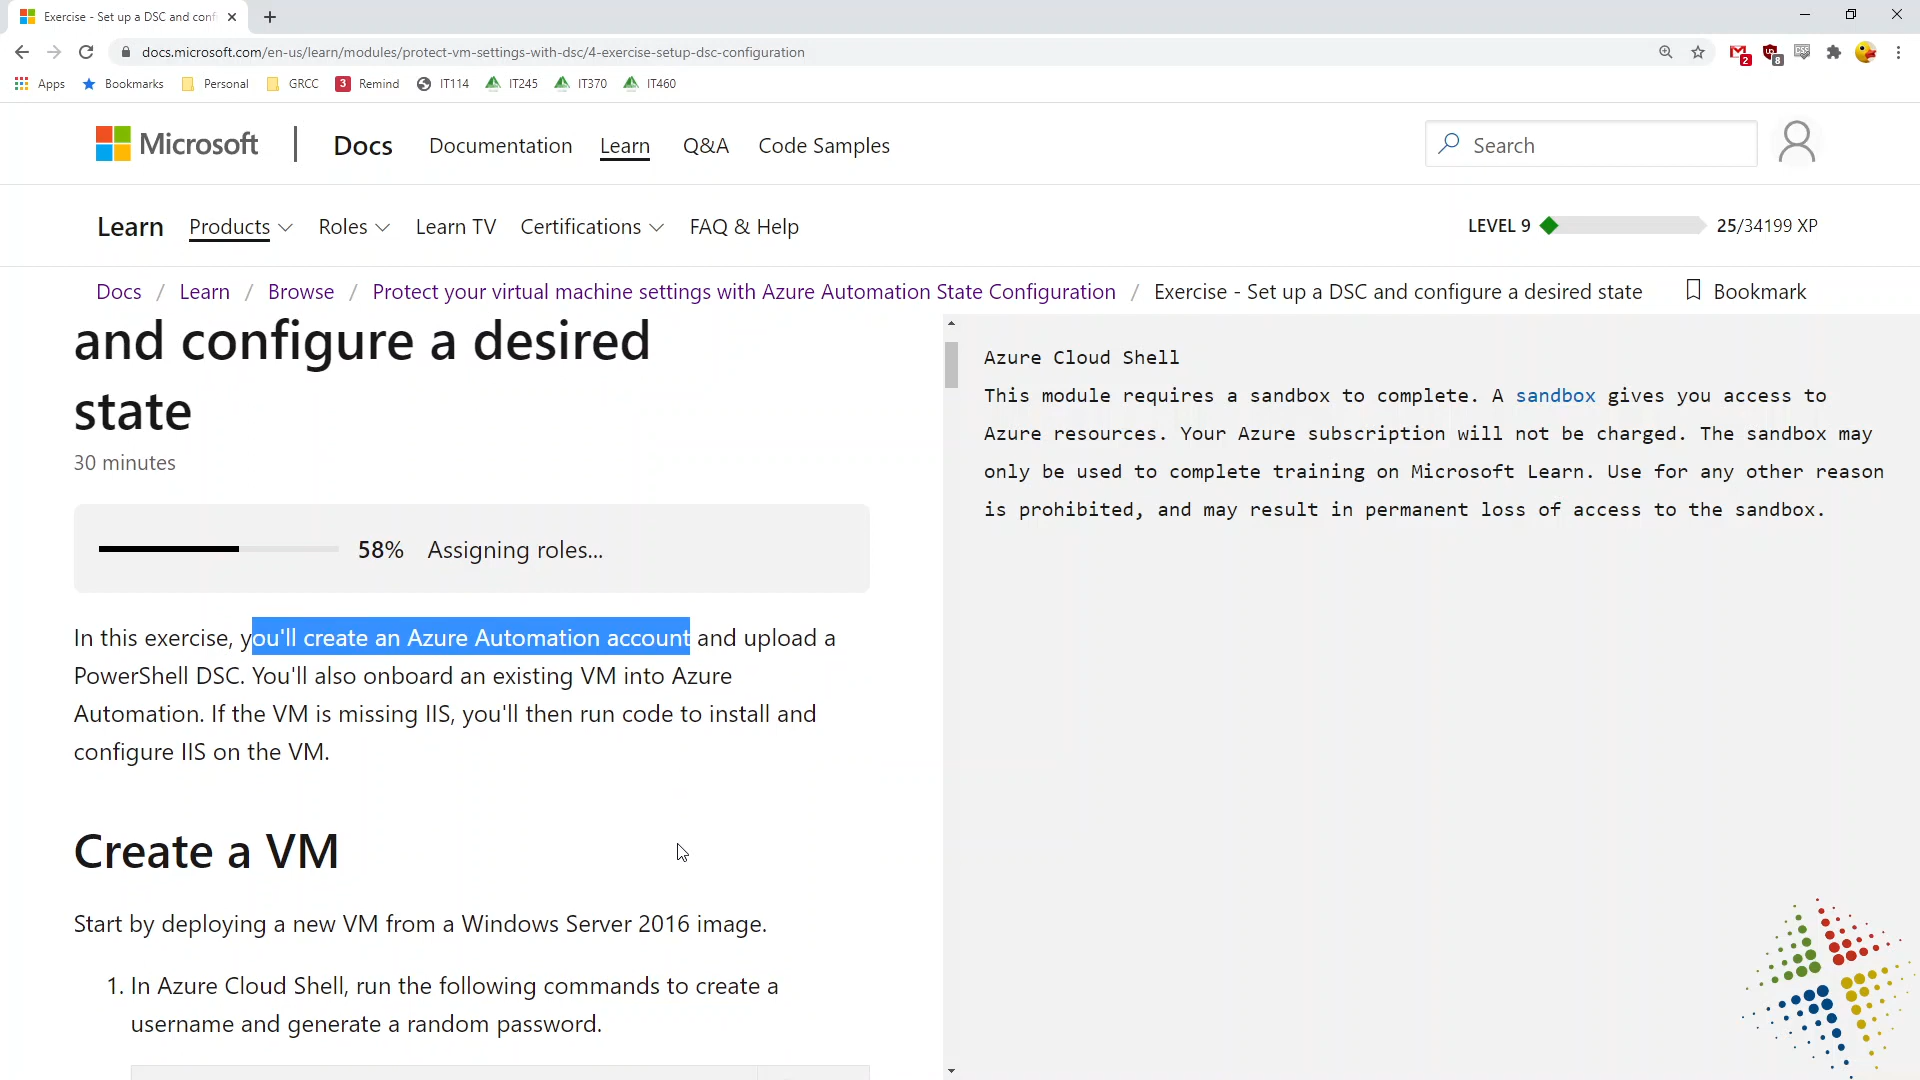 Exercise - Set up a DSC and conf
docs.microsoft.com/en-us/learn/modules/protect-vm-settings-with-dsc/4-exercise-setup-dsc-configuration
2
8
Apps Bookmarks Personal GRCC 3 Remind IT114 IT245 IT370 IT460
Microsoft Docs Documentation Learn Q&A Code Samples Search
Learn Products Roles Learn TV Certifications FAQ & Help LEVEL 9 25/34199 XP
Docs / Learn / Browse / Protect your virtual machine settings with Azure Automation State Configuration / Exercise - Set up a DSC and configure a desired state Bookmark
and configure a desired
state
30 minutes
58% Assigning roles...
In this exercise, you'll create an Azure Automation account and upload a
PowerShell DSC. You'll also onboard an existing VM into Azure
Automation. If the VM is missing IIS, you'll then run code to install and
configure IIS on the VM.
Create a VM
Start by deploying a new VM from a Windows Server 2016 image.
1. In Azure Cloud Shell, run the following commands to create a
username and generate a random password.
Azure Cloud Shell
This module requires a sandbox to complete. A sandbox gives you access to
Azure resources. Your Azure subscription will not be charged. The sandbox may
only be used to complete training on Microsoft Learn. Use for any other reason
is prohibited, and may result in permanent loss of access to the sandbox.